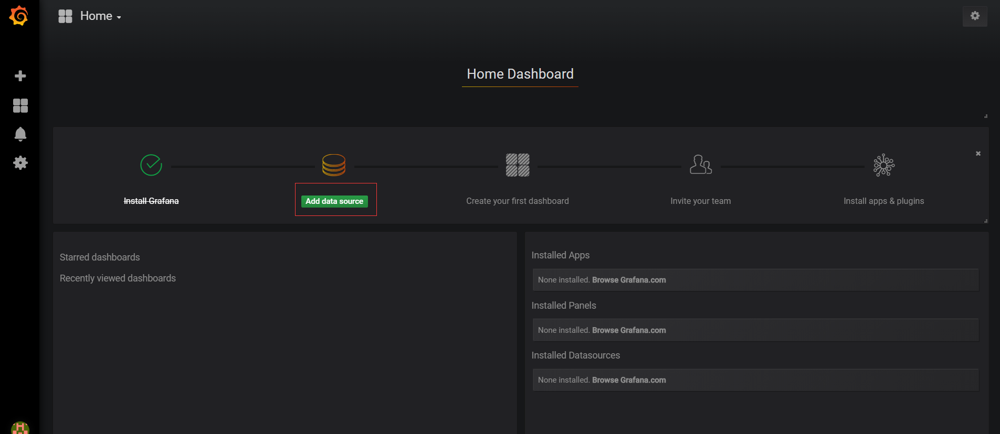 Home
Home Dashboard
Install Grafana
Add data source
Create your first dashboard
Invite your team
Install apps & plugins
Starred dashboards
Recently viewed dashboards
Installed Apps
None installed. Browse Grafana.com
Installed Panels
None installed. Browse Grafana.com
Installed Datasources
None installed. Browse Grafana.com